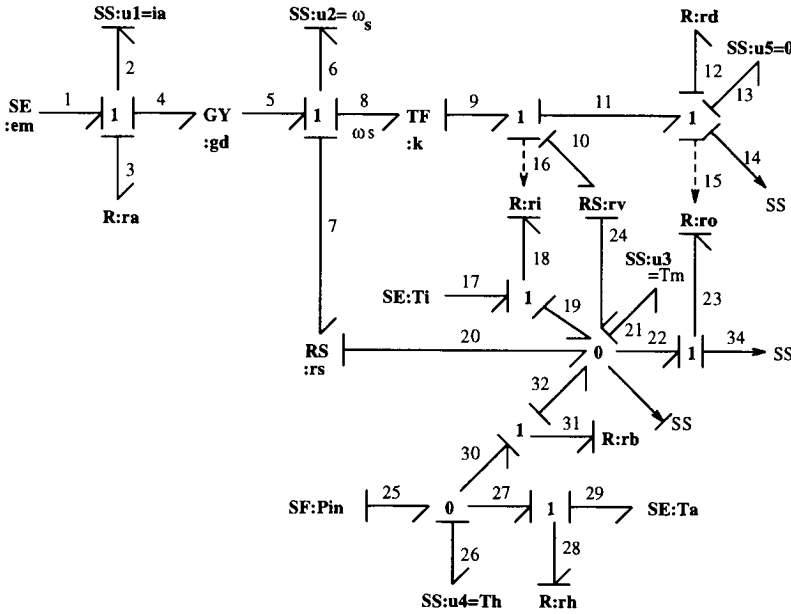 SS:u1=ia
SS:u2= ωs
R:rd
SS:u5=0
2
6
12
13
SE
:em
1
1
4
GY
:gd
5
1
8
ωs
TF
:k
9
1
11
1
3
16
10
15
14
SS
R:ra
7
R:ri
RS:rv
R:ro
18
24
SS:u3
=Tm
23
SE:Ti
17
1
19
21
RS
:rs
20
0
22
1
34
SS
32
SS
1
31
R:rb
30
SF:Pin
25
0
27
1
29
SE:Ta
26
28
SS:u4=Th
R:rh